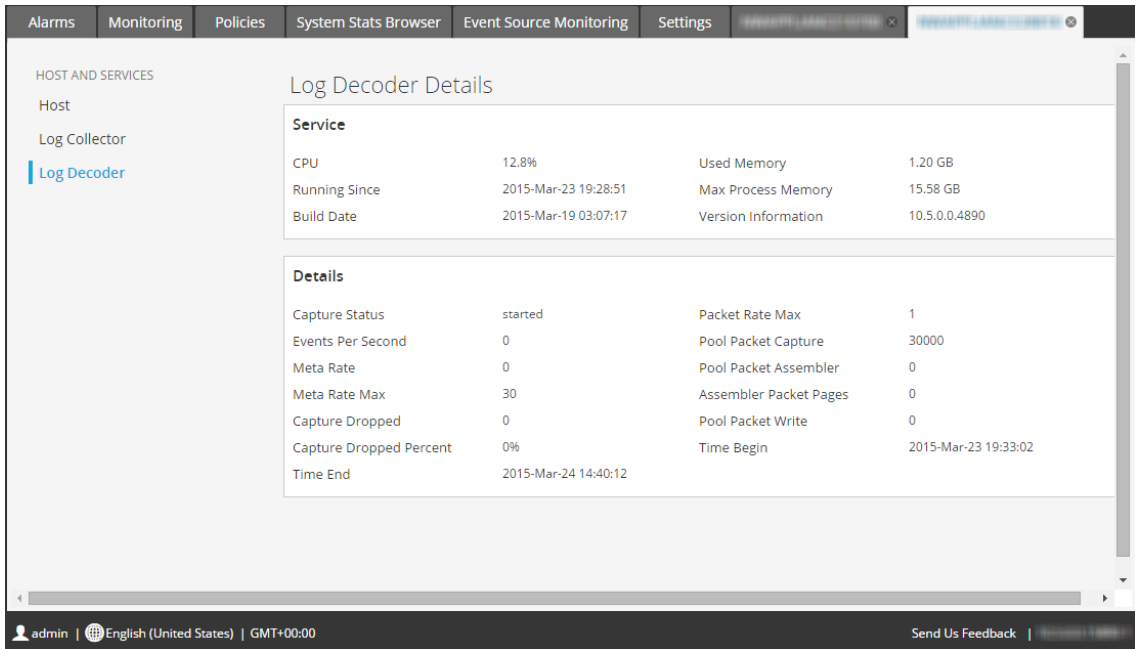 Alarms Monitoring Policies System Stats Browser Event Source Monitoring Settings
HOST AND SERVICES
Host
Log Collector
Log Decoder
Log Decoder Details
Service
CPU 12.8% Used Memory 1.20 GB
Running Since 2015-Mar-23 19:28:51 Max Process Memory 15.58 GB
Build Date 2015-Mar-19 03:07:17 Version Information 10.5.0.0.4890
Details
Capture Status started Packet Rate Max 1
Events Per Second 0 Pool Packet Capture 30000
Meta Rate 0 Pool Packet Assembler 0
Meta Rate Max 30 Assembler Packet Pages 0
Capture Dropped 0 Pool Packet Write 0
Capture Dropped Percent 0% Time Begin 2015-Mar-23 19:33:02
Time End 2015-Mar-24 14:40:12
admin | English (United States) | GMT+00:00 Send Us Feedback |